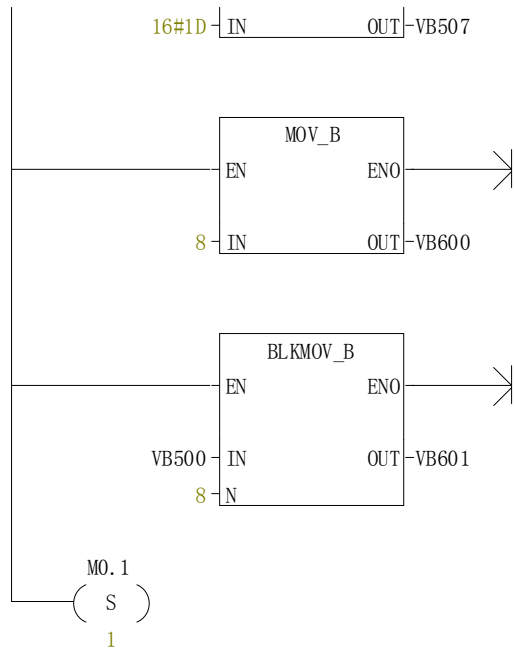 16#1D IN OUT VB507
MOV_B
EN ENO
8 IN OUT VB600
BLKMOV_B
EN ENO
VB500 IN OUT VB601
8 N
M0.1
S
1